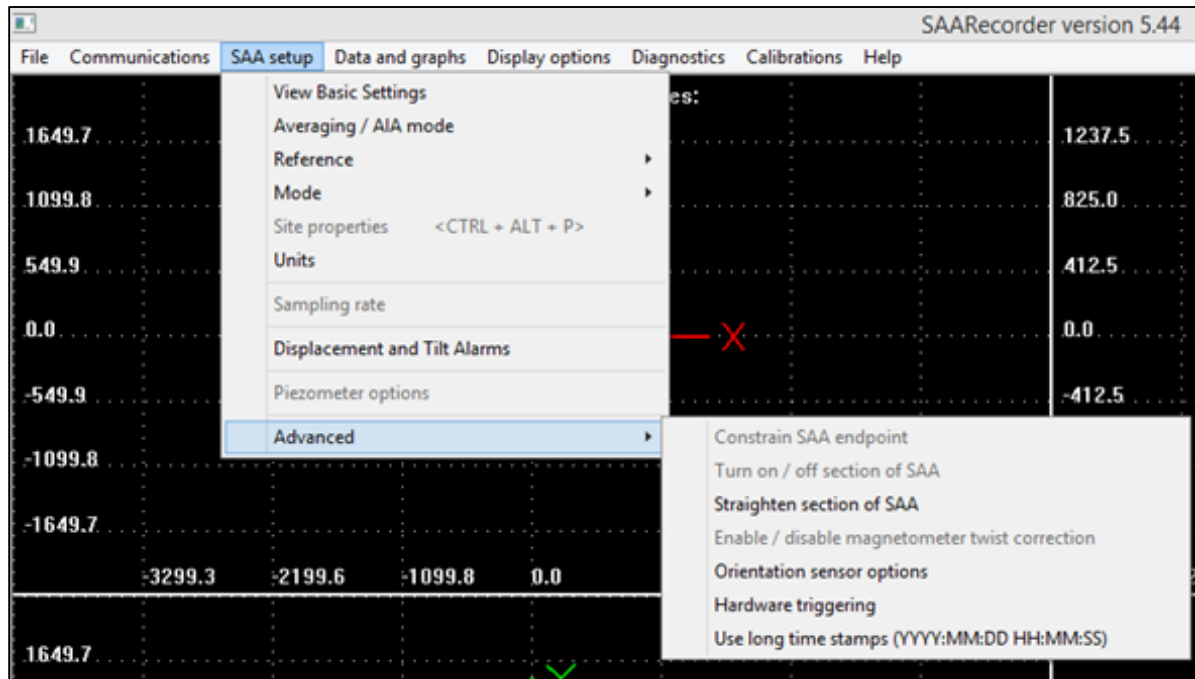 SAARecorder version 5.44
File Communications SAA setup Data and graphs Display options Diagnostics Calibrations Help
View Basic Settings
es:
Averaging / AIA mode
1649.7
1237.5
Reference
Mode
1099.8
825.0
Site properties <CTRL + ALT + P>
Units
549.9
412.5
Sampling rate
0.0
X
0.0
Displacement and Tilt Alarms
Piezometer options
-549.9
-412.5
Advanced
Constrain SAA endpoint
-1099.8
Turn on / off section of SAA
Straighten section of SAA
-1649.7
Enable / disable magnetometer twist correction
-3299.3 -2199.6 -1099.8 0.0
Orientation sensor options
Hardware triggering
Use long time stamps (YYYY:MM:DD HH:MM:SS)
1649.7